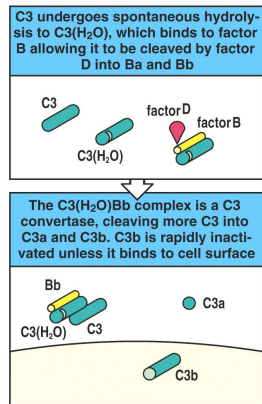 C3 undergoes spontaneous hydroly-
sis to C3(H₂O), which binds to factor
B allowing it to be cleaved by factor
D into Ba and Bb
C3
factorD
factorB
C3(H₂O)
The C3(H₂O)Bb complex is a C3
convertase, cleaving more C3 into
C3a and C3b. C3b is rapidly inacti-
vated unless it binds to cell surface
Bb
C3a
C3(H₂O)
C3
C3b